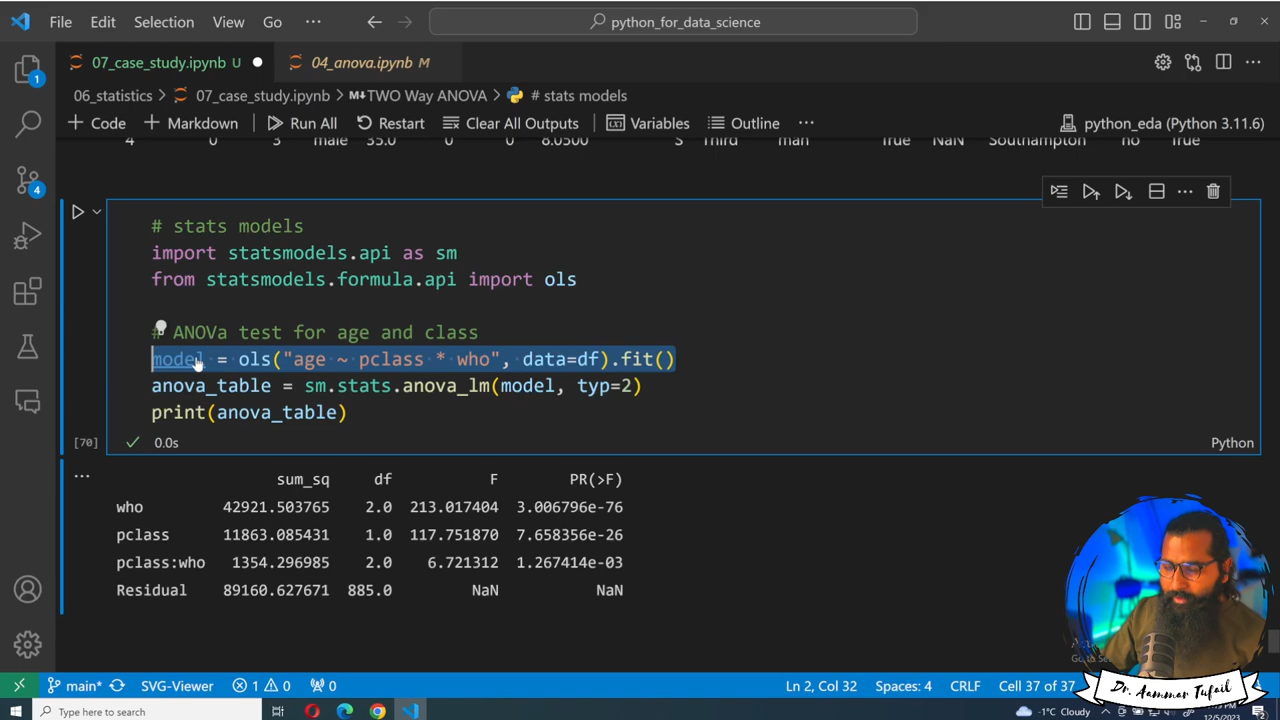 File Edit Selection View Go ··· python_for_data_science
07_case_study.ipynb U 04_anova.ipynb M
06_statistics > 07_case_study.ipynb > TWO Way ANOVA > # stats models
+ Code + Markdown Run All Restart Clear All Outputs Variables Outline ··· python_eda (Python 3.11.6)
4 0 3 male 35.0 0 0 8.0500 S Third man True NaN Southampton no True
# stats models
import statsmodels.api as sm
from statsmodels.formula.api import ols
# ANOVa test for age and class
model = ols("age ~ pclass * who", data=df).fit()
anova_table = sm.stats.anova_lm(model, typ=2)
print(anova_table)
[70] 0.0s Python
sum_sq df F PR(>F)
who 42921.503765 2.0 213.017404 3.006796e-76
pclass 11863.085431 1.0 117.751870 7.658356e-26
pclass:who 1354.296985 2.0 6.721312 1.267414e-03
Residual 89160.627671 885.0 NaN NaN
1
4
main* SVG-Viewer 1 0 0 Ln 2, Col 32 Spaces: 4 CRLF Cell 37 of 37
Dr. Aammar Tufail
Type here to search -1°C Cloudy 12/5/2023